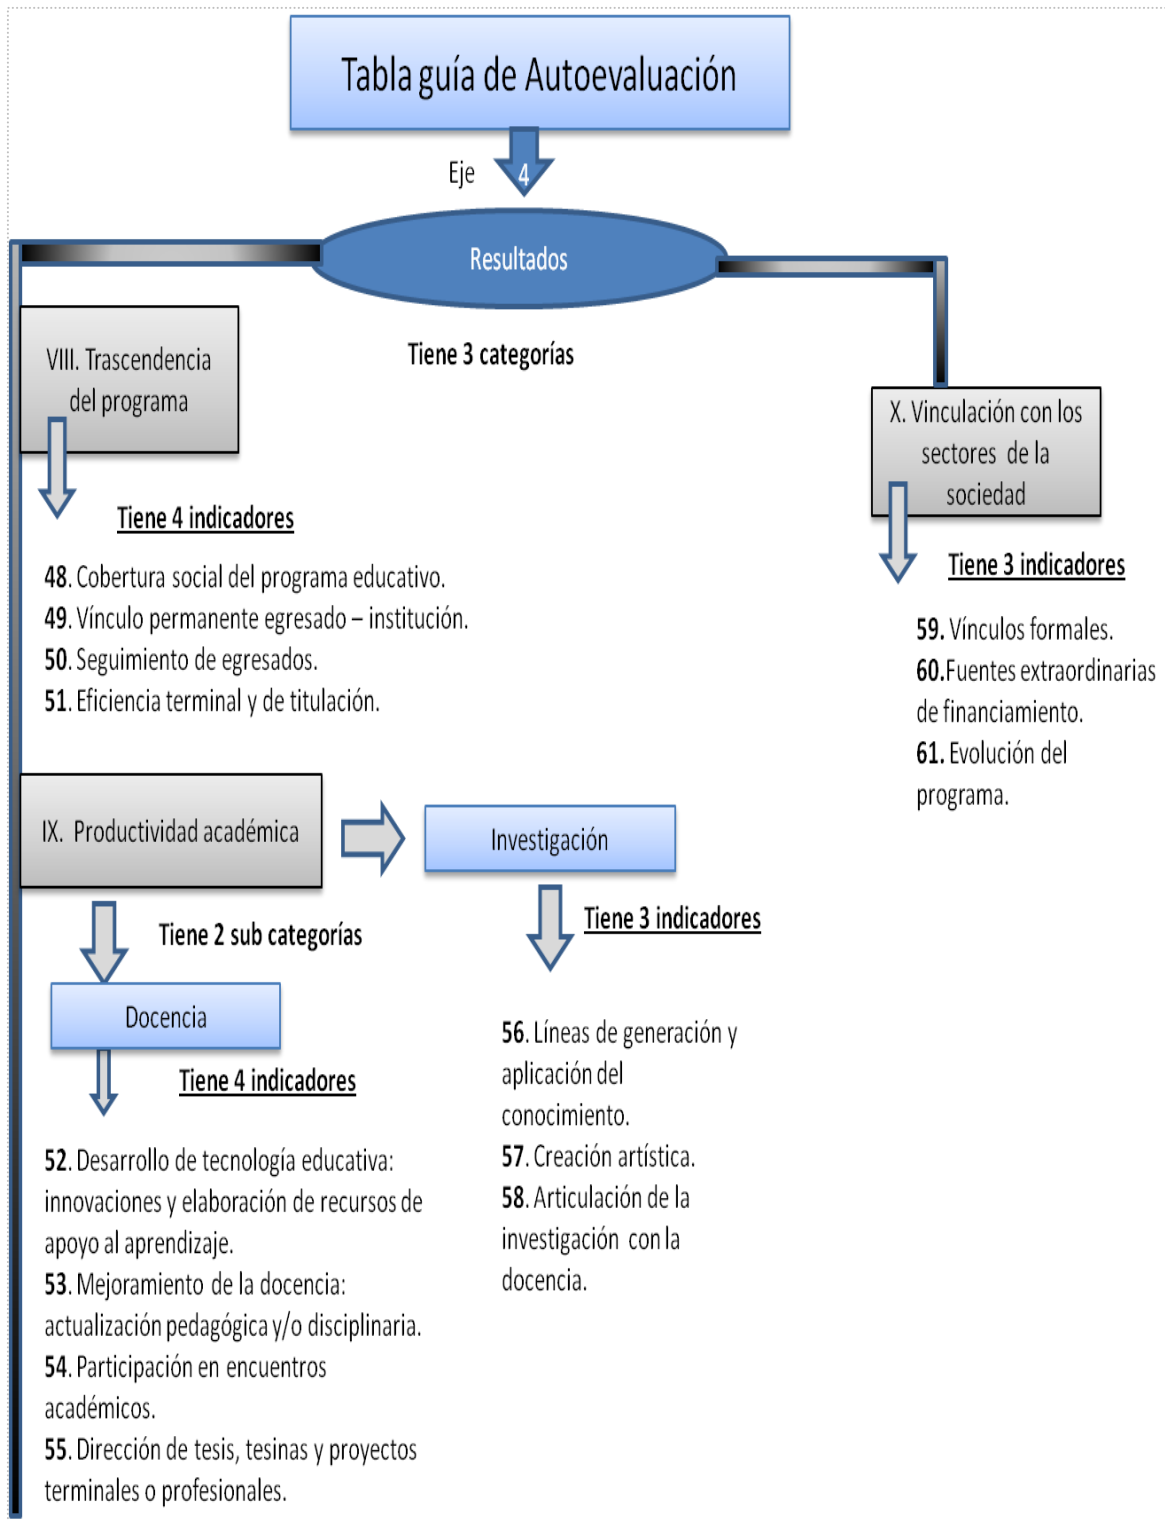 Tabla guía de Autoevaluación
Eje
4
Resultados
Tiene 3 categorías
VIII. Trascendencia
del programa
Tiene 4 indicadores
48. Cobertura social del programa educativo.
49. Vínculo permanente egresado – institución.
50. Seguimiento de egresados.
51. Eficiencia terminal y de titulación.
X. Vinculación con los
sectores de la
sociedad
Tiene 3 indicadores
59. Vínculos formales.
60.Fuentes extraordinarias
de financiamiento.
61. Evolución del
programa.
IX. Productividad académica
Tiene 2 sub categorías
Docencia
Tiene 4 indicadores
52. Desarrollo de tecnología educativa:
innovaciones y elaboración de recursos de
apoyo al aprendizaje.
53. Mejoramiento de la docencia:
actualización pedagógica y/o disciplinaria.
54. Participación en encuentros
académicos.
55. Dirección de tesis, tesinas y proyectos
terminales o profesionales.
Investigación
Tiene 3 indicadores
56. Líneas de generación y
aplicación del
conocimiento.
57. Creación artística.
58. Articulación de la
investigación con la
docencia.